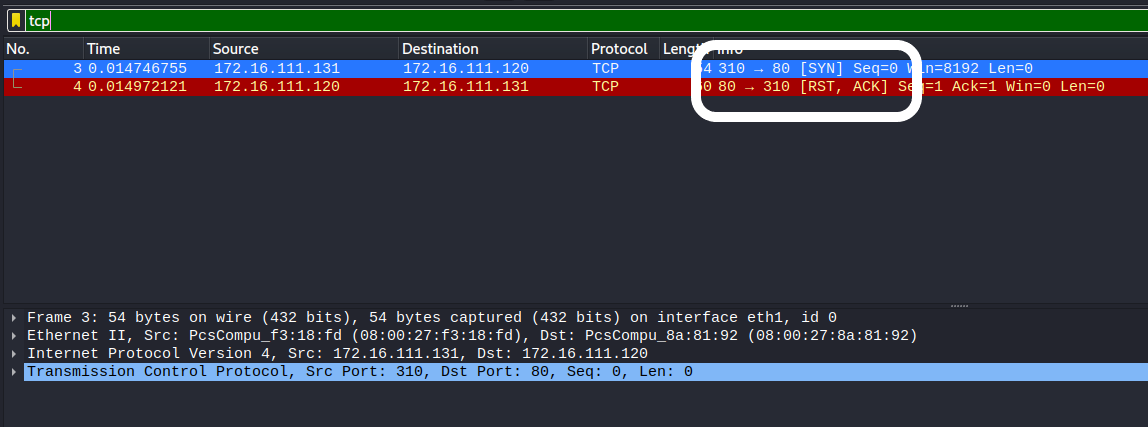 tcp
No. Time Source Destination Protocol Length Info
3 0.014746755 172.16.111.131 172.16.111.120 TCP 54 310 → 80 [SYN] Seq=0 Win=8192 Len=0
4 0.014972121 172.16.111.120 172.16.111.131 TCP 60 80 → 310 [RST, ACK] Seq=1 Ack=1 Win=0 Len=0
Frame 3: 54 bytes on wire (432 bits), 54 bytes captured (432 bits) on interface eth1, id 0
Ethernet II, Src: PcsCompu_f3:18:fd (08:00:27:f3:18:fd), Dst: PcsCompu_8a:81:92 (08:00:27:8a:81:92)
Internet Protocol Version 4, Src: 172.16.111.131, Dst: 172.16.111.120
Transmission Control Protocol, Src Port: 310, Dst Port: 80, Seq: 0, Len: 0